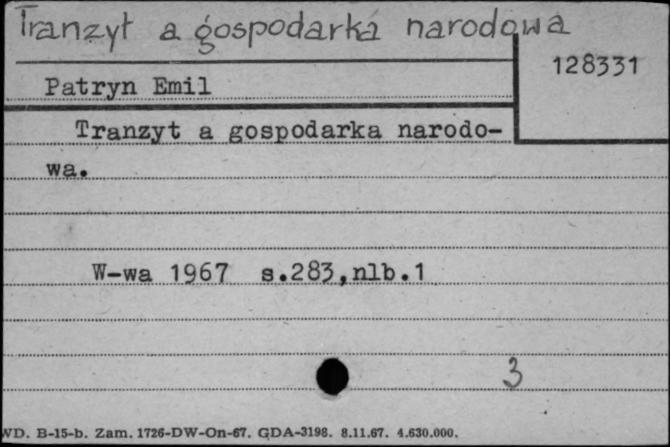 Tranzyt a gospodarka narodowa
128331
Patryn Emil
Tranzyt a gospodarka narodo-
wa.
W-wa 1967 s.283,nlb.1
3
WD. B-15-b. Zam. 1726-DW-On-67. GDA-3198. 8.11.67. 4.630.000.